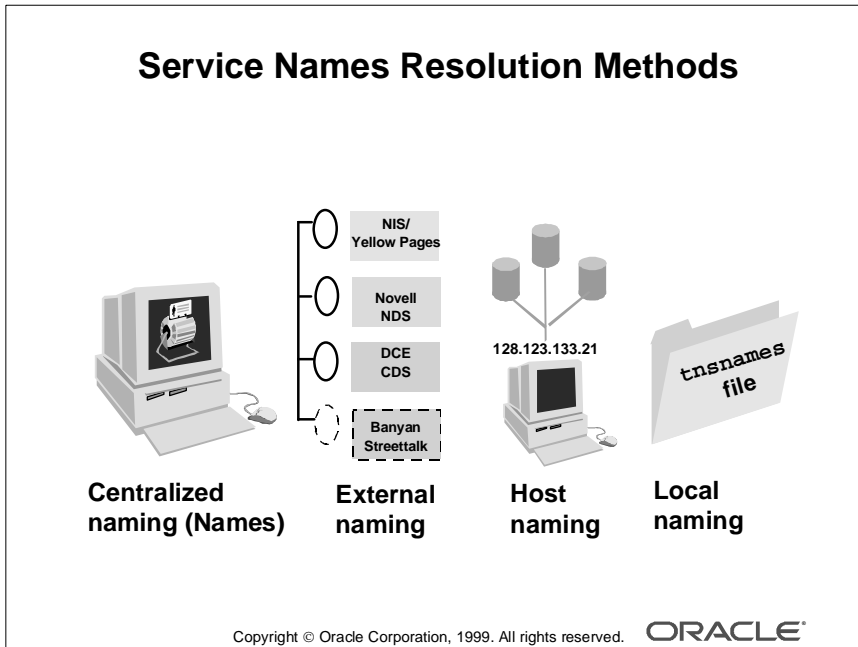 Service Names Resolution Methods
NIS/
Yellow Pages
Novell
NDS
DCE
CDS
Banyan
Streettalk
128.123.133.21
tnsnames
file
Centralized
naming (Names)
External
naming
Host
naming
Local
naming
Copyright © Oracle Corporation, 1999. All rights reserved.
ORACLE®